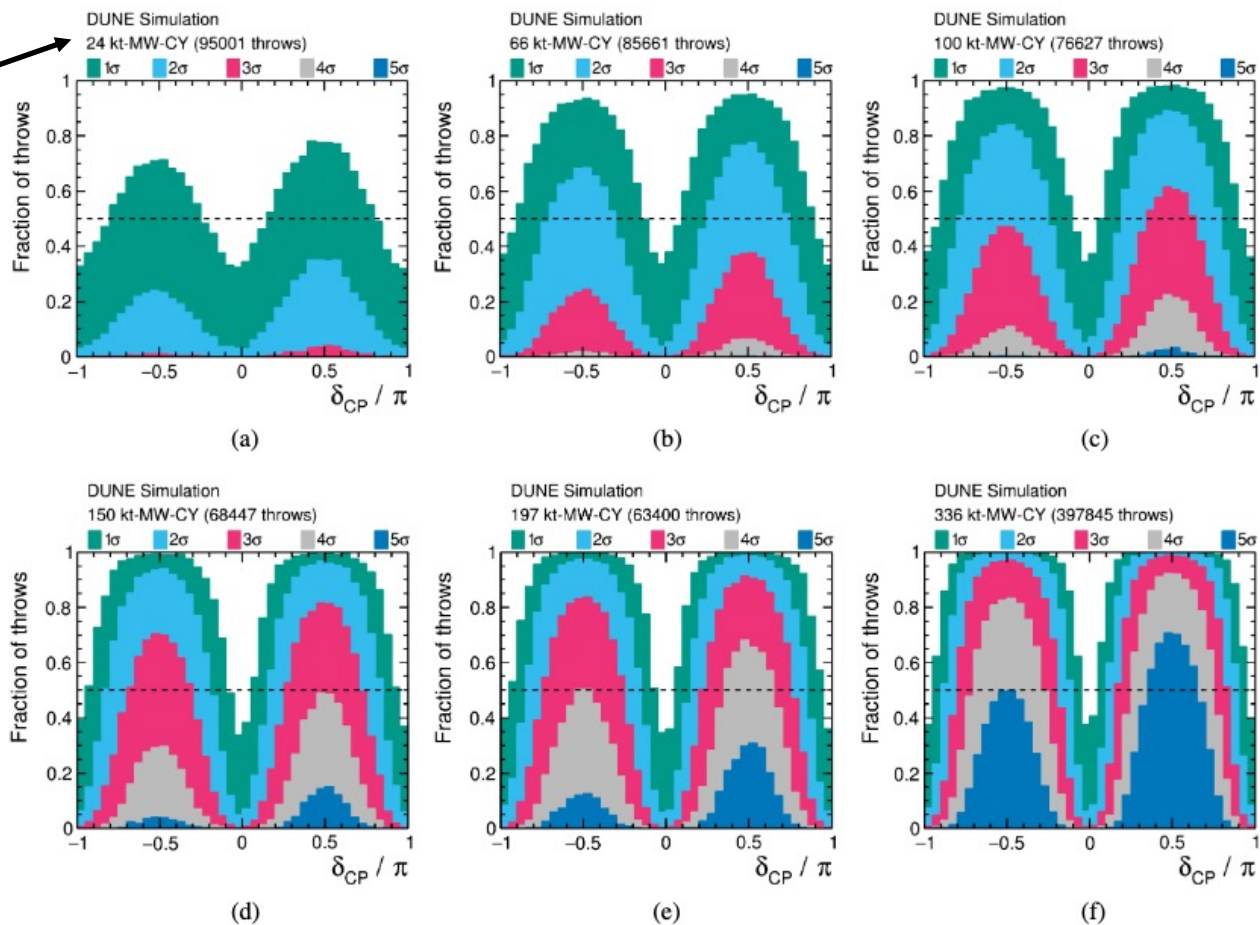 DUNE Simulation
24 kt-MW-CY (95001 throws)
1σ 2σ 3σ 4σ 5σ
Fraction of throws
1
0.8
0.6
0.4
0.2
0
−1 −0.5 0 0.5 1
δCP / π
(a)
DUNE Simulation
66 kt-MW-CY (85661 throws)
1σ 2σ 3σ 4σ 5σ
Fraction of throws
1
0.8
0.6
0.4
0.2
0
−1 −0.5 0 0.5 1
δCP / π
(b)
DUNE Simulation
100 kt-MW-CY (76627 throws)
1σ 2σ 3σ 4σ 5σ
Fraction of throws
1
0.8
0.6
0.4
0.2
0
−1 −0.5 0 0.5 1
δCP / π
(c)
DUNE Simulation
150 kt-MW-CY (68447 throws)
1σ 2σ 3σ 4σ 5σ
Fraction of throws
1
0.8
0.6
0.4
0.2
0
−1 −0.5 0 0.5 1
δCP / π
(d)
DUNE Simulation
197 kt-MW-CY (63400 throws)
1σ 2σ 3σ 4σ 5σ
Fraction of throws
1
0.8
0.6
0.4
0.2
0
−1 −0.5 0 0.5 1
δCP / π
(e)
DUNE Simulation
336 kt-MW-CY (397845 throws)
1σ 2σ 3σ 4σ 5σ
Fraction of throws
1
0.8
0.6
0.4
0.2
0
−1 −0.5 0 0.5 1
δCP / π
(f)